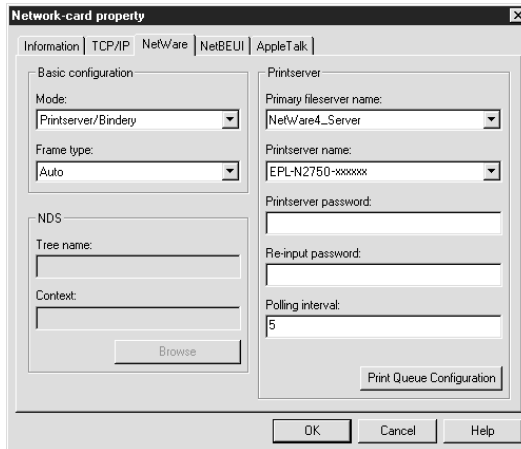 Network-card property
Information TCP/IP NetWare NetBEUI AppleTalk
Basic configuration
Mode:
Printserver/Bindery
Frame type:
Auto
NDS
Tree name:
Context:
Browse
Printserver
Primary fileserver name:
NetWare4_Server
Printserver name:
EPL-N2750-xxxxxx
Printserver password:
Re-input password:
Polling interval:
5
Print Queue Configuration
OK Cancel Help